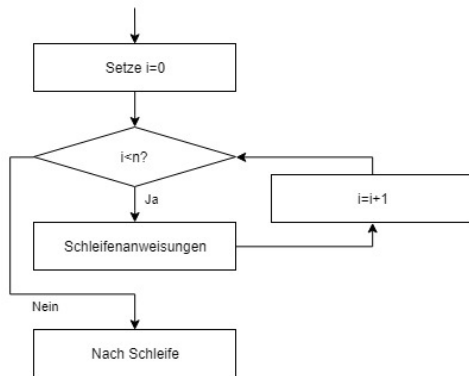 Setze i=0
i<n?
Ja
i=i+1
Schleifenanweisungen
Nein
Nach Schleife